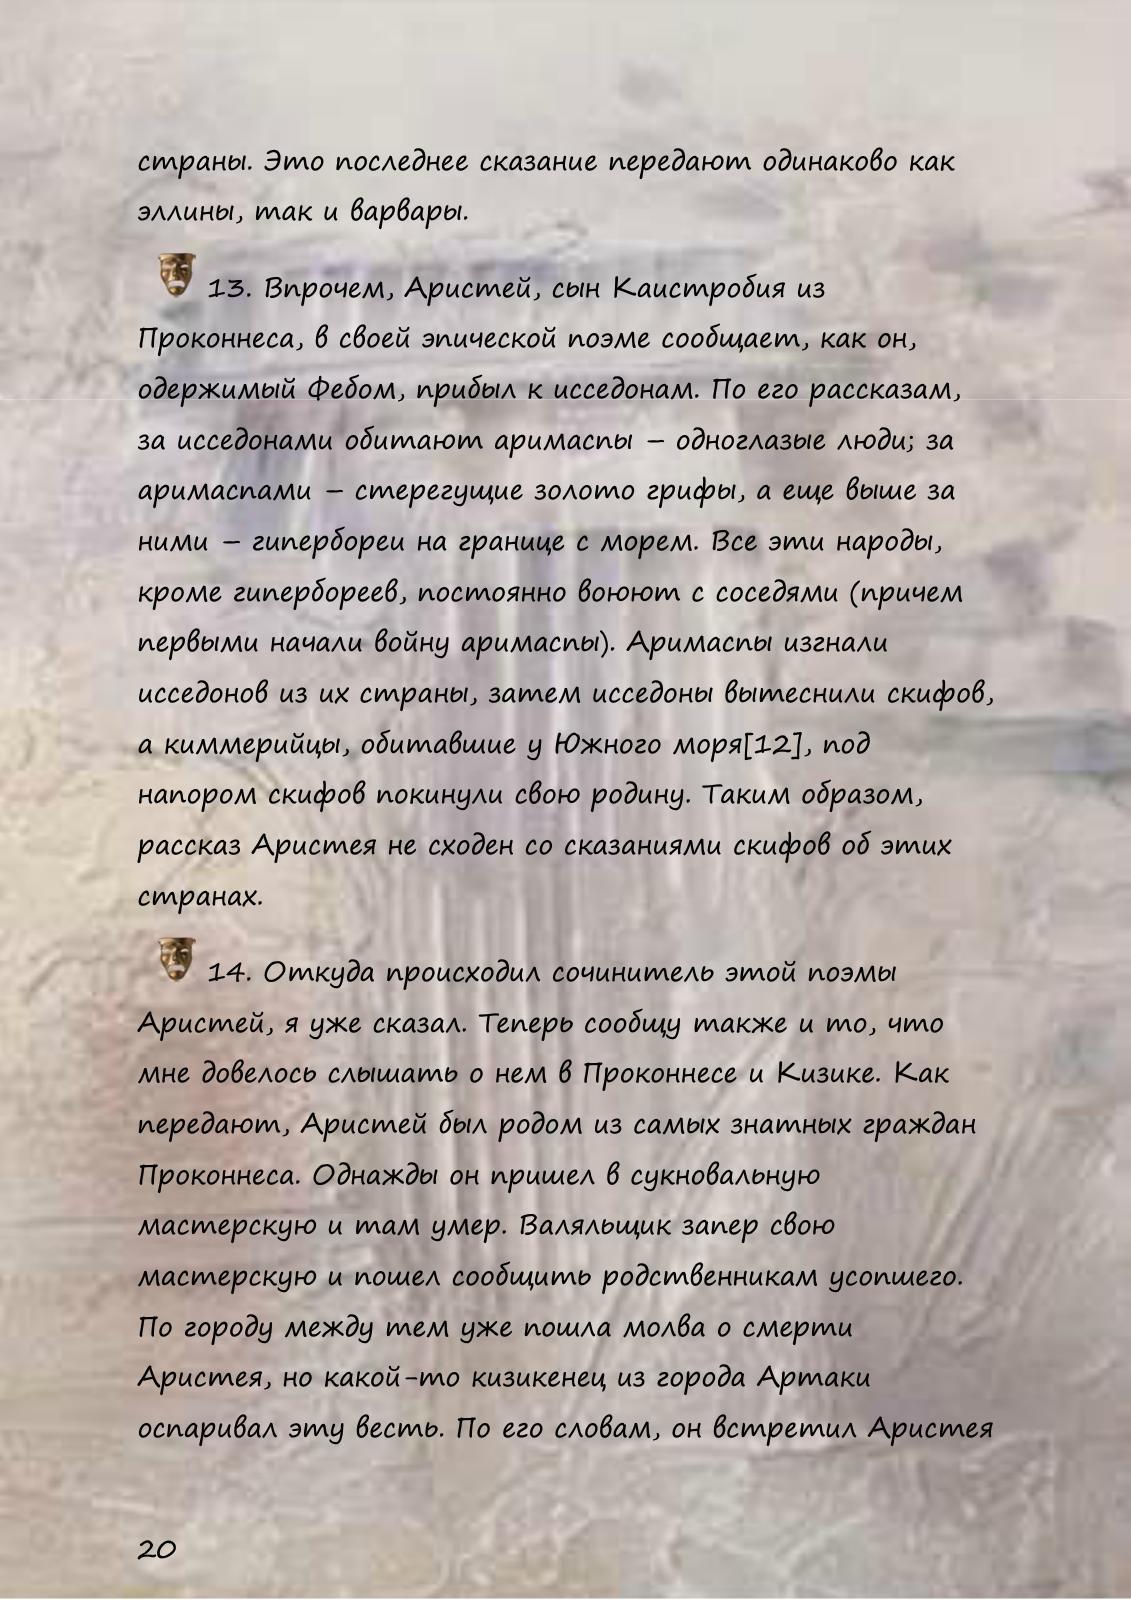 страны. Это последнее сказание передают одинаково как
эллины, так и варвары.
13. Впрочем, Аристей, сын Каистробия из
Проконнеса, в своей эпической поэме сообщает, как он,
одержимый Фебом, прибыл к исседонам. По его рассказам,
за исседонами обитают аримаспы – одноглазые люди; за
аримаспами – стерегущие золото грифы, а еще выше за
ними – гипербореи на границе с морем. Все эти народы,
кроме гипербореев, постоянно воюют с соседями (причем
первыми начали войну аримаспы). Аримаспы изгнали
исседонов из их страны, затем исседоны вытеснили скифов,
а киммерийцы, обитавшие у Южного моря[12], под
напором скифов покинули свою родину. Таким образом,
рассказ Аристея не сходен со сказаниями скифов об этих
странах.
14. Откуда происходил сочинитель этой поэмы
Аристей, я уже сказал. Теперь сообщу также и то, что
мне довелось слышать о нем в Проконнесе и Кизике. Как
передают, Аристей был родом из самых знатных граждан
Проконнеса. Однажды он пришел в сукновальную
мастерскую и там умер. Валяльщик запер свою
мастерскую и пошел сообщить родственникам усопшего.
По городу между тем уже пошла молва о смерти
Аристея, но какой-то кизикенец из города Артаки
оспаривал эту весть. По его словам, он встретил Аристея
20